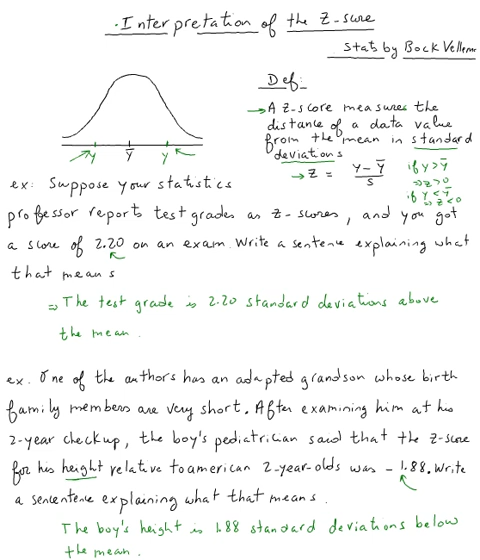 . Interpretation of the Z-score
Stats by Bock Vellem
Def:
→ A Z-score measures the
distance of a data value
from the mean in standard
deviations
→ Z = y - ȳ / s
if y > ȳ
⇒ z > 0
if y < ȳ
⇒ z < 0
y ȳ y
ex: Suppose your statistics
proffessor reports test grades as Z-scores, and you got
a score of 2.20 on an exam. Write a sentence explaining what
that means
⇒ The test grade is 2.20 standard deviations above
the mean.
ex. One of the authors has an adapted grandson whose birth
family members are very short. After examining him at his
2-year checkup, the boy's pediatrician said that the Z-score
for his height relative to american 2-year-olds was -1.88. Write
a sencentence explaining what that means.
The boy's height is 1.88 standard deviations below
the mean.